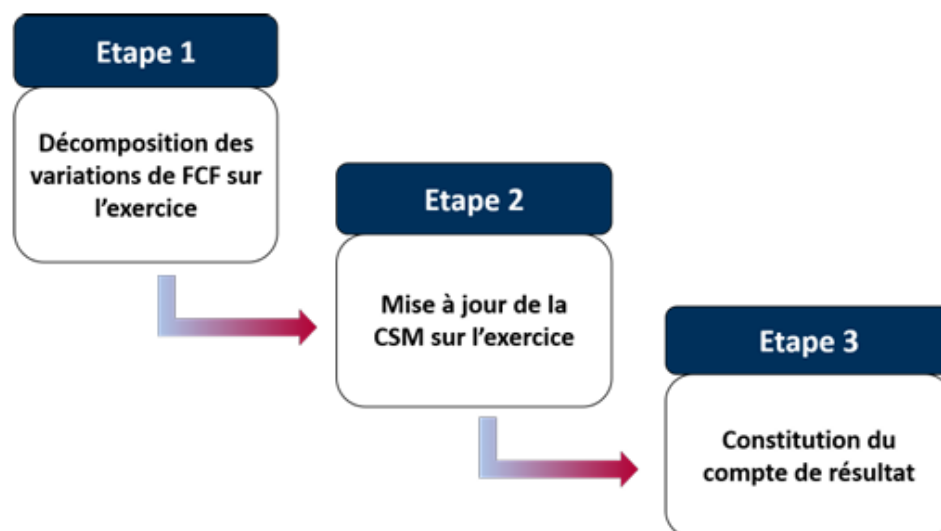 Etape 1
Décomposition des
variations de FCF sur
l'exercice
Etape 2
Mise à jour de la
CSM sur l'exercice
Etape 3
Constitution du
compte de résultat